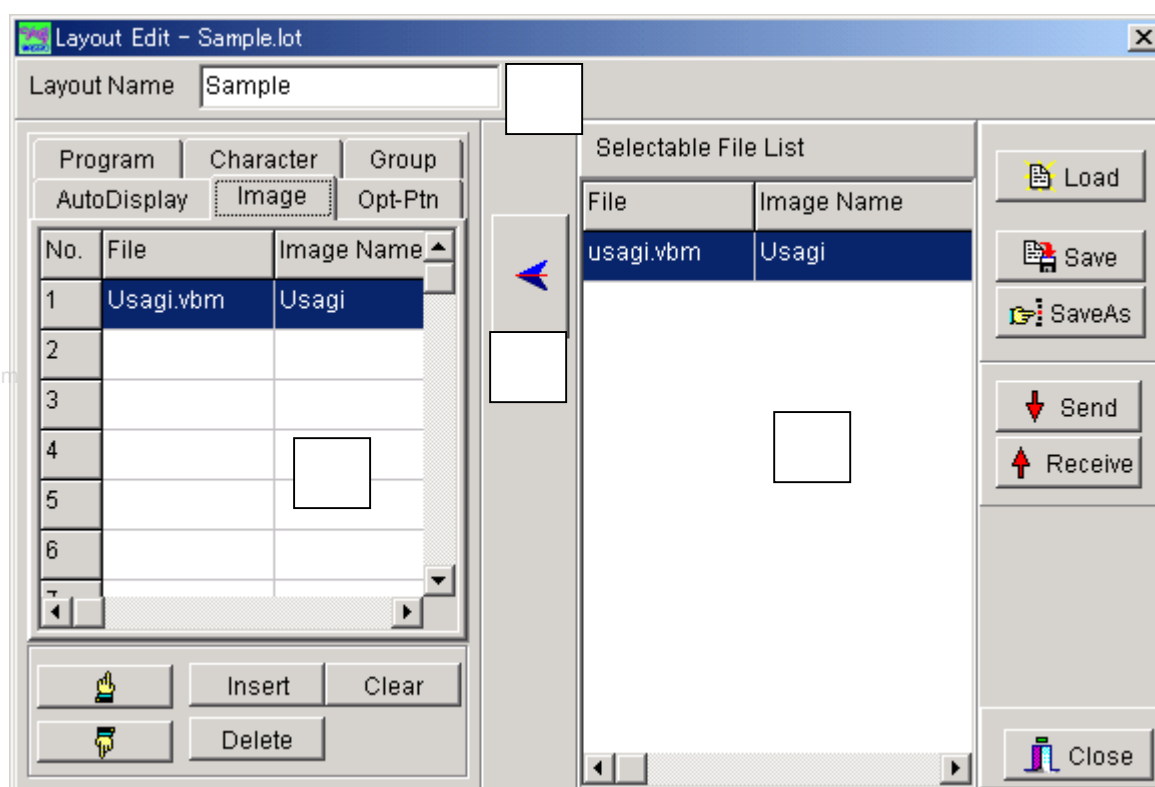 Layout Edit - Sample.lot
Layout Name Sample
Program Character Group
AutoDisplay Image Opt-Ptn
No. File Image Name
1 Usagi.vbm Usagi
2
3
4
5
6
Insert Clear
Delete
Selectable File List
File Image Name
usagi.vbm Usagi
Load
Save
SaveAs
Send
Receive
Close